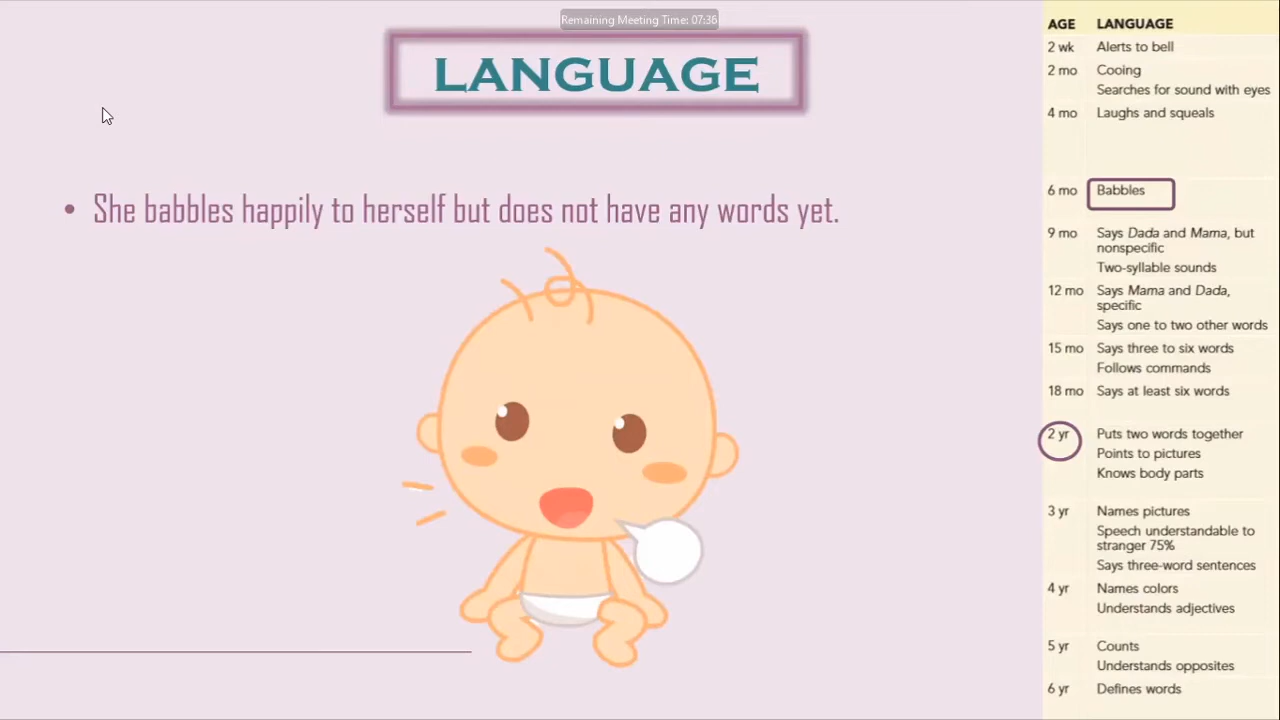 Remaining Meeting Time: 07:36
LANGUAGE
• She babbles happily to herself but does not have any words yet.
AGE LANGUAGE
2 wk Alerts to bell
2 mo Cooing
Searches for sound with eyes
4 mo Laughs and squeals
6 mo Babbles
9 mo Says Dada and Mama, but
nonspecific
Two-syllable sounds
12 mo Says Mama and Dada,
specific
Says one to two other words
15 mo Says three to six words
Follows commands
18 mo Says at least six words
2 yr Puts two words together
Points to pictures
Knows body parts
3 yr Names pictures
Speech understandable to
stranger 75%
Says three-word sentences
4 yr Names colors
Understands adjectives
5 yr Counts
Understands opposites
6 yr Defines words